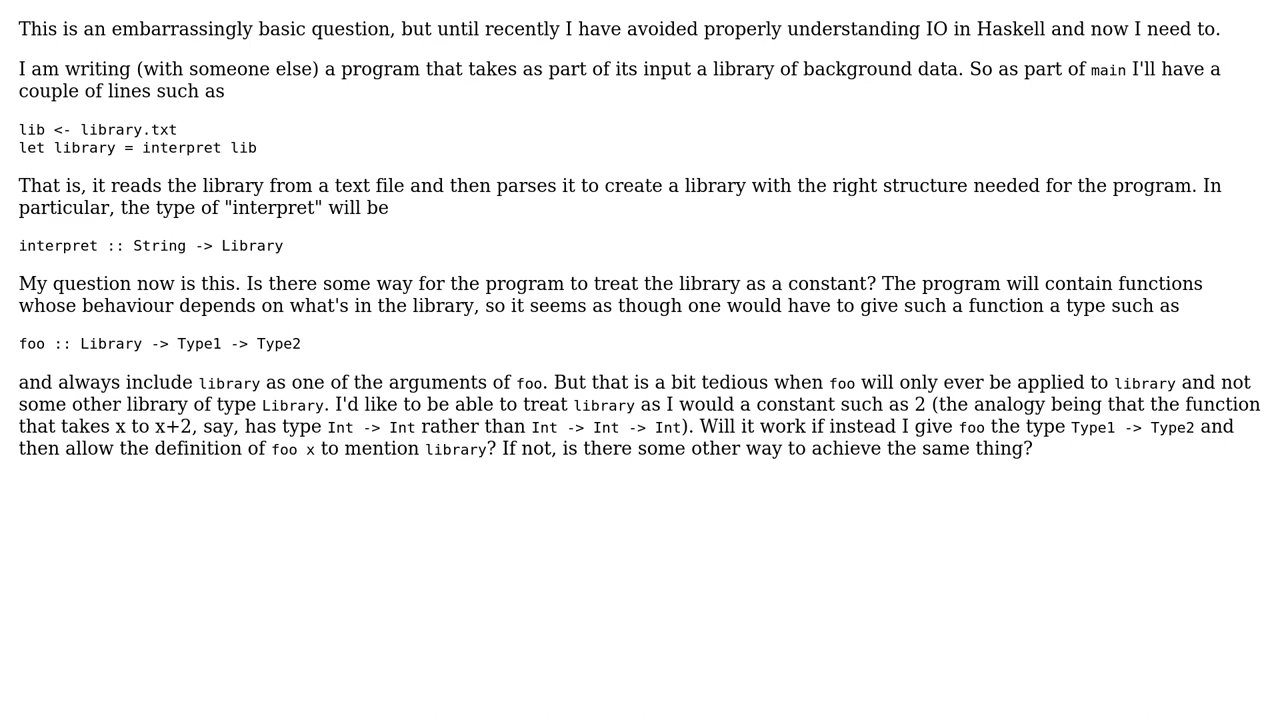 This is an embarrassingly basic question, but until recently I have avoided properly understanding IO in Haskell and now I need to.
I am writing (with someone else) a program that takes as part of its input a library of background data. So as part of main I'll have a
couple of lines such as
lib <- library.txt
let library = interpret lib
That is, it reads the library from a text file and then parses it to create a library with the right structure needed for the program. In
particular, the type of "interpret" will be
interpret :: String -> Library
My question now is this. Is there some way for the program to treat the library as a constant? The program will contain functions
whose behaviour depends on what's in the library, so it seems as though one would have to give such a function a type such as
foo :: Library -> Type1 -> Type2
and always include library as one of the arguments of foo. But that is a bit tedious when foo will only ever be applied to library and not
some other library of type Library. I'd like to be able to treat library as I would a constant such as 2 (the analogy being that the function
that takes x to x+2, say, has type Int -> Int rather than Int -> Int -> Int). Will it work if instead I give foo the type Type1 -> Type2 and
then allow the definition of foo x to mention library? If not, is there some other way to achieve the same thing?